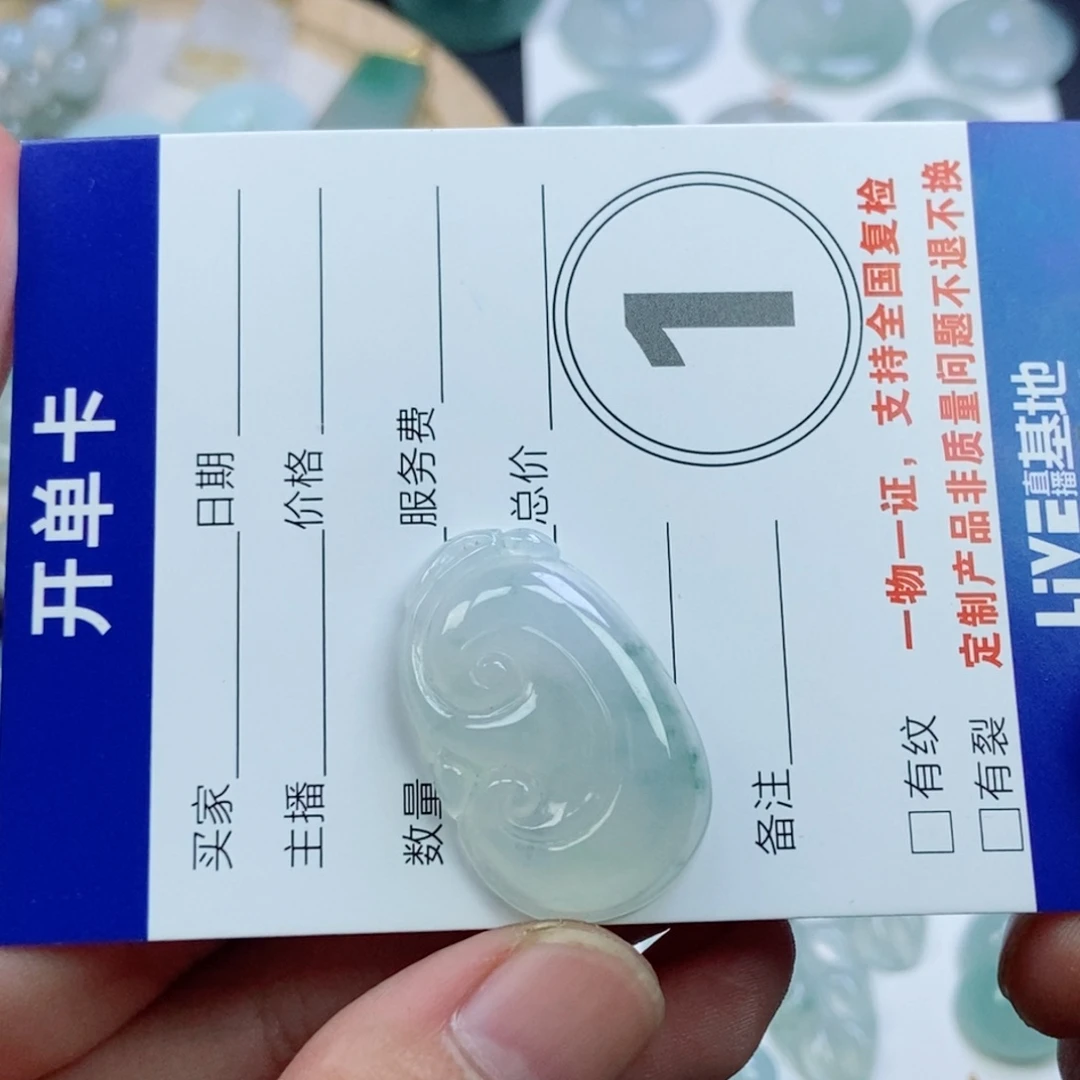 开单卡
买家 日期
主播 价格
数量 服务费
总价
备注
1
一物一证，支持全国复检
定制产品非质量问题不退不换
有纹
有裂
LiVE直播基地